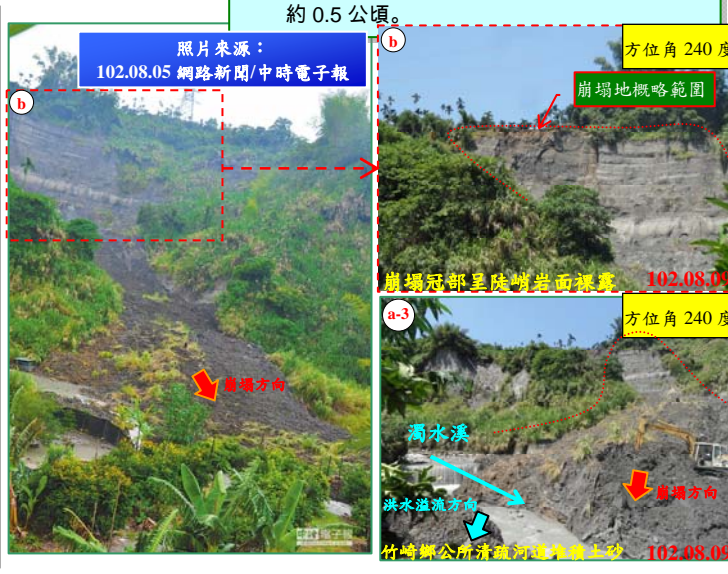 約 0.5 公頃。
照片來源：
102.08.05 網路新聞/中時電子報
b
崩塌方向
b
方位角 240 度
崩塌地概略範圍
崩塌冠部呈陡峭岩面裸露
102.08.09
a-3
方位角 240 度
濁水溪
洪水溢流方向
崩塌方向
竹崎鄉公所清疏河道堆積土砂
102.08.09